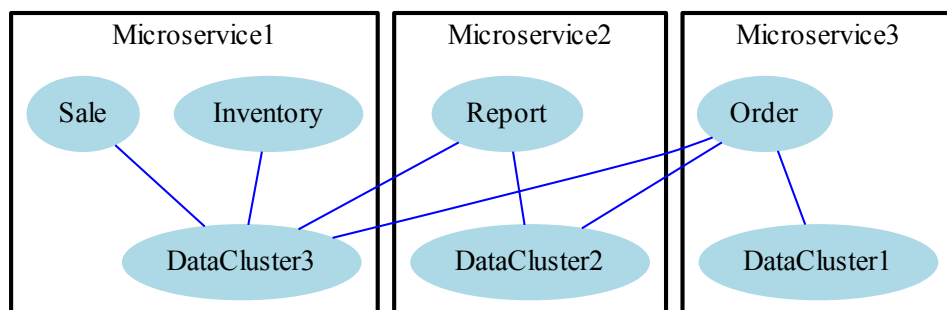 Microservice1
Microservice2
Microservice3
Sale
Inventory
Report
Order
DataCluster3
DataCluster2
DataCluster1